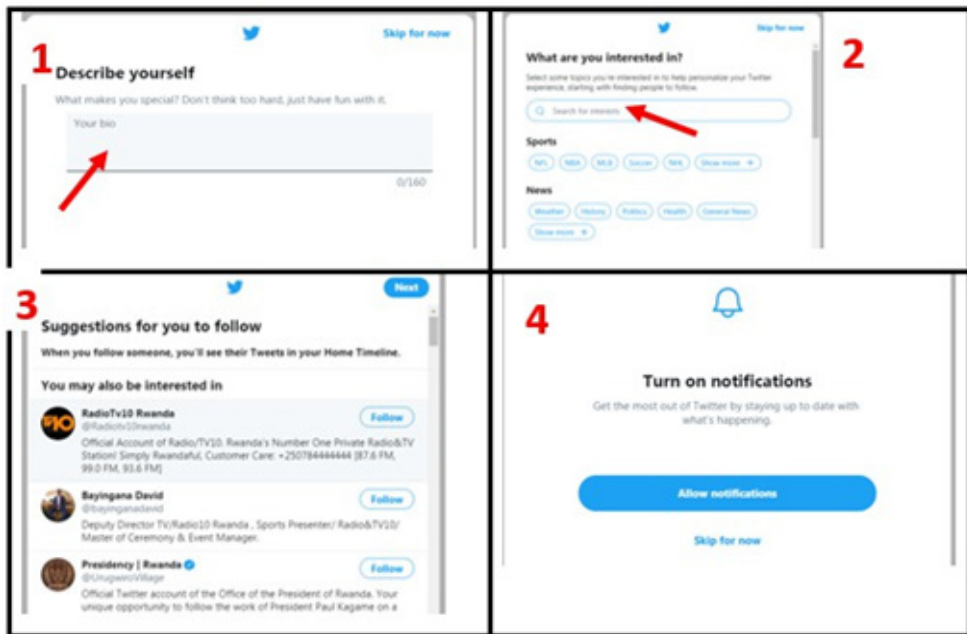 1
Skip for now
Describe yourself
What makes you special? Don't think too hard, just have fun with it.
Your bio
0/160
2
Skip for now
What are you interested in?
Select some topics you're interested in to help personalize your Twitter
experience, starting with finding people to follow.
Search for interests
Sports
NFL NBA MLB Soccer NHL Show more +
News
Weather History Politics Health General News
Show more +
3
Next
Suggestions for you to follow
When you follow someone, you'll see their Tweets in your Home Timeline.
You may also be interested in
RadioTv10 Rwanda
@Radiotv10rwanda
Follow
Official Account of Radio/TV10. Rwanda's Number One Private Radio&TV
Station! Simply Rwandaful, Customer Care: +250784444444 [87.6 FM,
99.0 FM, 93.6 FM]
Bayingana David
@bayinganadavid
Follow
Deputy Director TV/Radio10 Rwanda , Sports Presenter/ Radio&TV10/
Master of Ceremony & Event Manager.
Presidency | Rwanda
@UrugwiroVillage
Follow
Official Twitter account of the Office of the President of Rwanda. Your
unique opportunity to follow the work of President Paul Kagame on a
4
Turn on notifications
Get the most out of Twitter by staying up to date with
what's happening.
Allow notifications
Skip for now